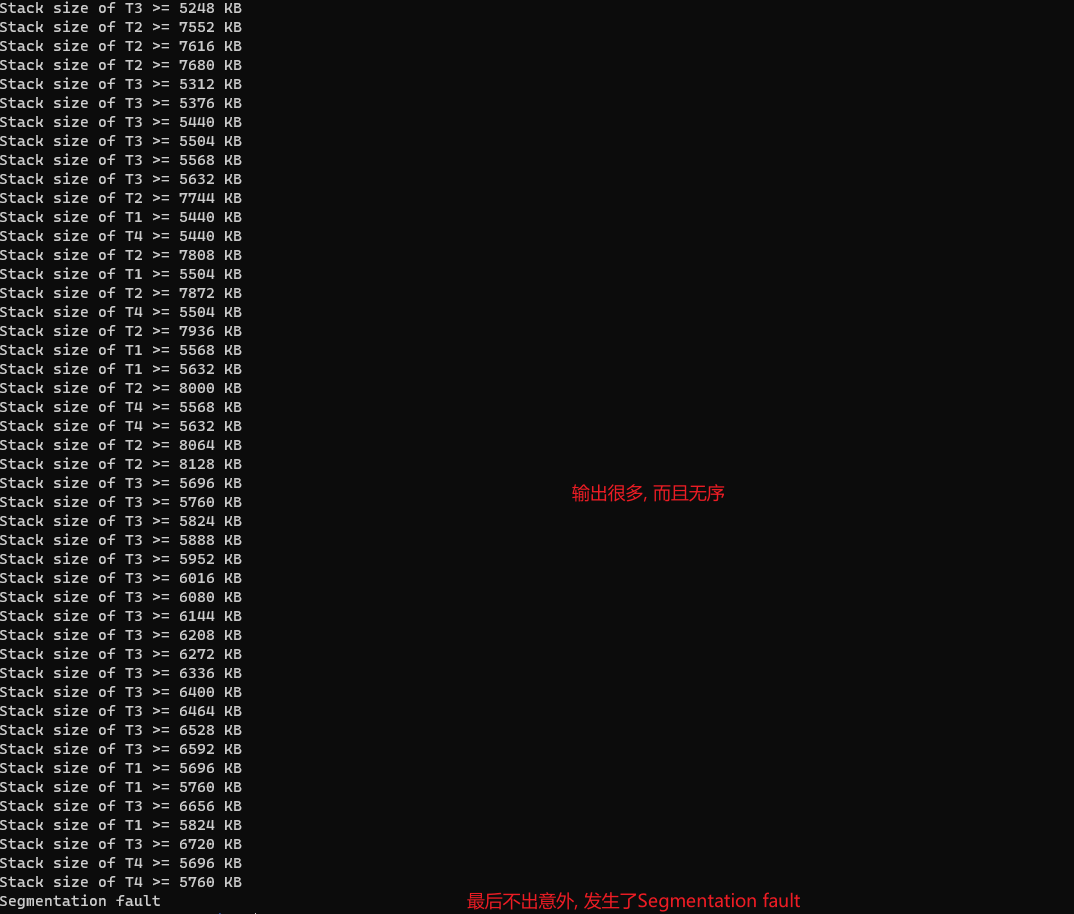 Stack size of T3 >= 5248 KB
Stack size of T2 >= 7552 KB
Stack size of T2 >= 7616 KB
Stack size of T2 >= 7680 KB
Stack size of T3 >= 5312 KB
Stack size of T3 >= 5376 KB
Stack size of T3 >= 5440 KB
Stack size of T3 >= 5504 KB
Stack size of T3 >= 5568 KB
Stack size of T3 >= 5632 KB
Stack size of T2 >= 7744 KB
Stack size of T1 >= 5440 KB
Stack size of T4 >= 5440 KB
Stack size of T2 >= 7808 KB
Stack size of T1 >= 5504 KB
Stack size of T2 >= 7872 KB
Stack size of T4 >= 5504 KB
Stack size of T2 >= 7936 KB
Stack size of T1 >= 5568 KB
Stack size of T1 >= 5632 KB
Stack size of T2 >= 8000 KB
Stack size of T4 >= 5568 KB
Stack size of T4 >= 5632 KB
Stack size of T2 >= 8064 KB
Stack size of T2 >= 8128 KB
Stack size of T3 >= 5696 KB
输出很多, 而且无序
Stack size of T3 >= 5760 KB
Stack size of T3 >= 5824 KB
Stack size of T3 >= 5888 KB
Stack size of T3 >= 5952 KB
Stack size of T3 >= 6016 KB
Stack size of T3 >= 6080 KB
Stack size of T3 >= 6144 KB
Stack size of T3 >= 6208 KB
Stack size of T3 >= 6272 KB
Stack size of T3 >= 6336 KB
Stack size of T3 >= 6400 KB
Stack size of T3 >= 6464 KB
Stack size of T3 >= 6528 KB
Stack size of T3 >= 6592 KB
Stack size of T1 >= 5696 KB
Stack size of T1 >= 5760 KB
Stack size of T3 >= 6656 KB
Stack size of T1 >= 5824 KB
Stack size of T3 >= 6720 KB
Stack size of T4 >= 5696 KB
Stack size of T4 >= 5760 KB
Segmentation fault
最后不出意外, 发生了Segmentation fault